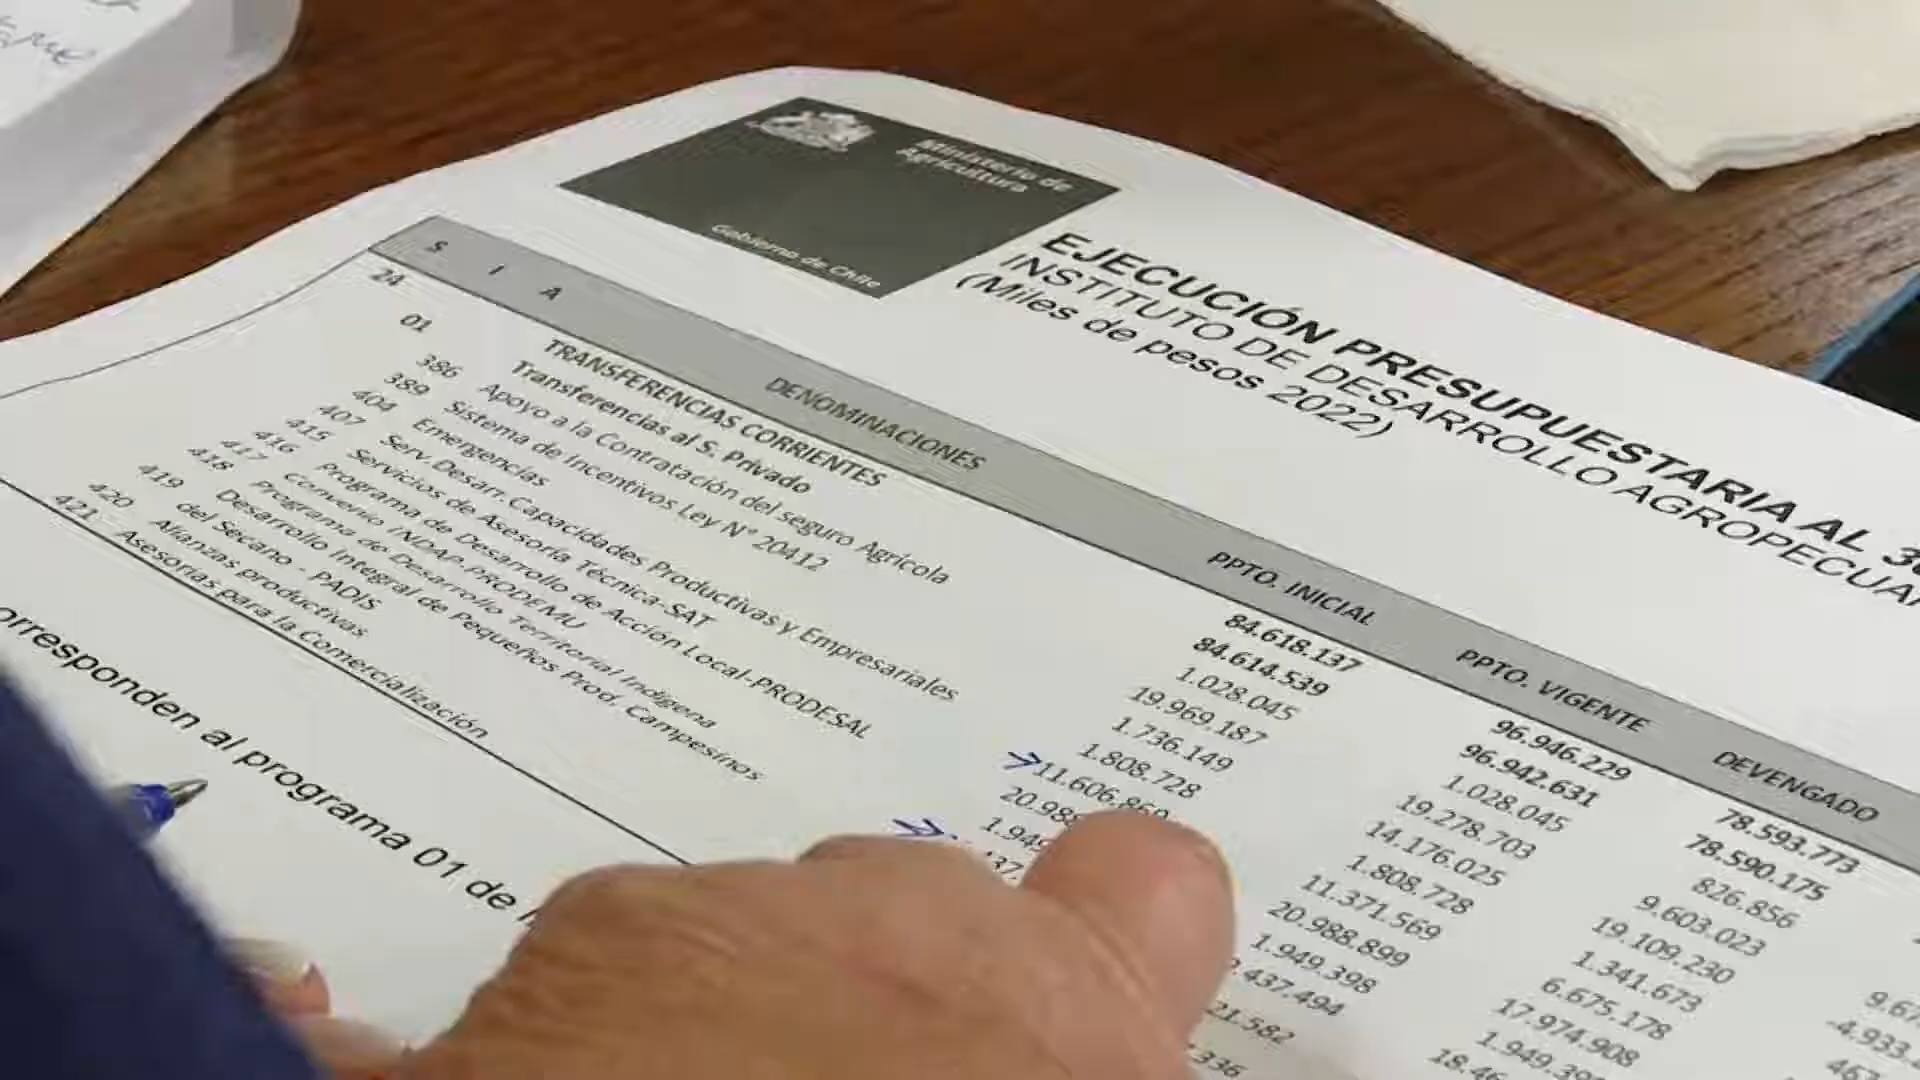 Ministerio de
Agricultura
Gobierno de Chile
EJECUCIÓN PRESUPUESTARIA AL
INSTITUTO DE DESARROLLO
(Miles de pesos 2022)
S I A DENOMINACIONES PPTO. INICIAL PPTO. VIGENTE DEVENGADO
24 TRANSFERENCIAS CORRIENTES 84.618.137 96.946.229 78.593.773
01 Transferencias al S. Privado 84.614.539 96.942.631 78.590.175
386 Apoyo a la Contratación del seguro Agrícola 1.028.045 1.028.045 826.856
389 Sistema de Incentivos Ley N° 20412 19.969.187 19.278.703 9.603.023
404 Emergencias 1.736.149 14.176.025 19.109.230
407 Serv. Desarr. Capacidades Productivas y Empresariales 1.808.728 1.808.728 1.341.673
415 Servicios de Asesoría Técnica-SAT 11.606.869 11.371.569 6.675.178
416 Programa de Desarrollo de Acción Local-PRODESAL 20.988.899 17.974.908
417 Convenio INDAP-PRODEMU 1.949.398
418 Programa de Desarrollo Territorial Indígena
419 Desarrollo Integral de Pequeños Prod. Campesinos
del Secano - PADIS
420 Alianzas productivas
421 Asesorías para la Comercialización
al programa 01 de